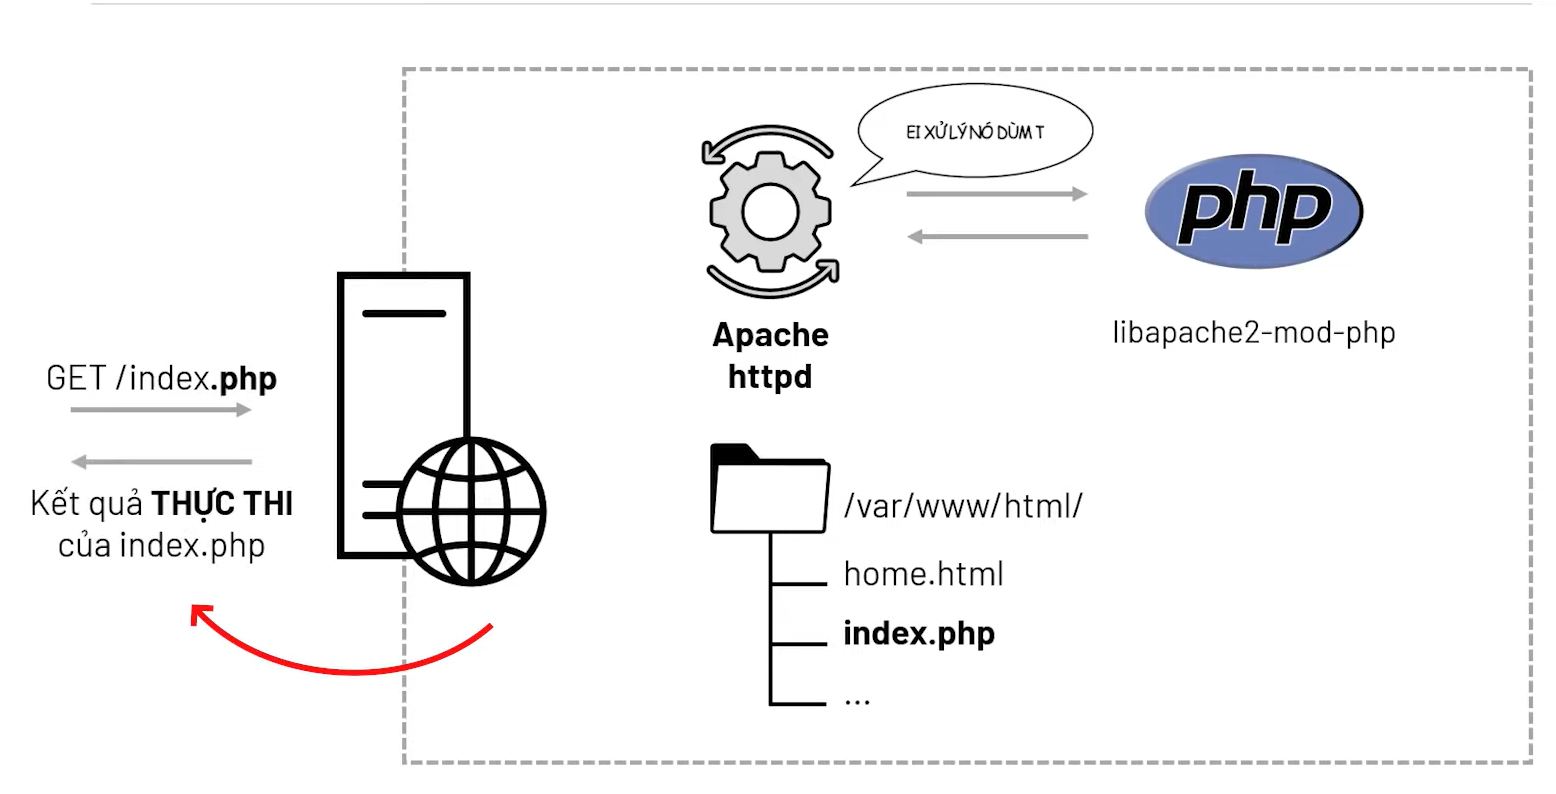 EI XỬ LÝ NÓ DÙM T
php
libapache2-mod-php
Apache
httpd
GET /index.php
Kết quả THỰC THI
của index.php
/var/www/html/
home.html
index.php
...